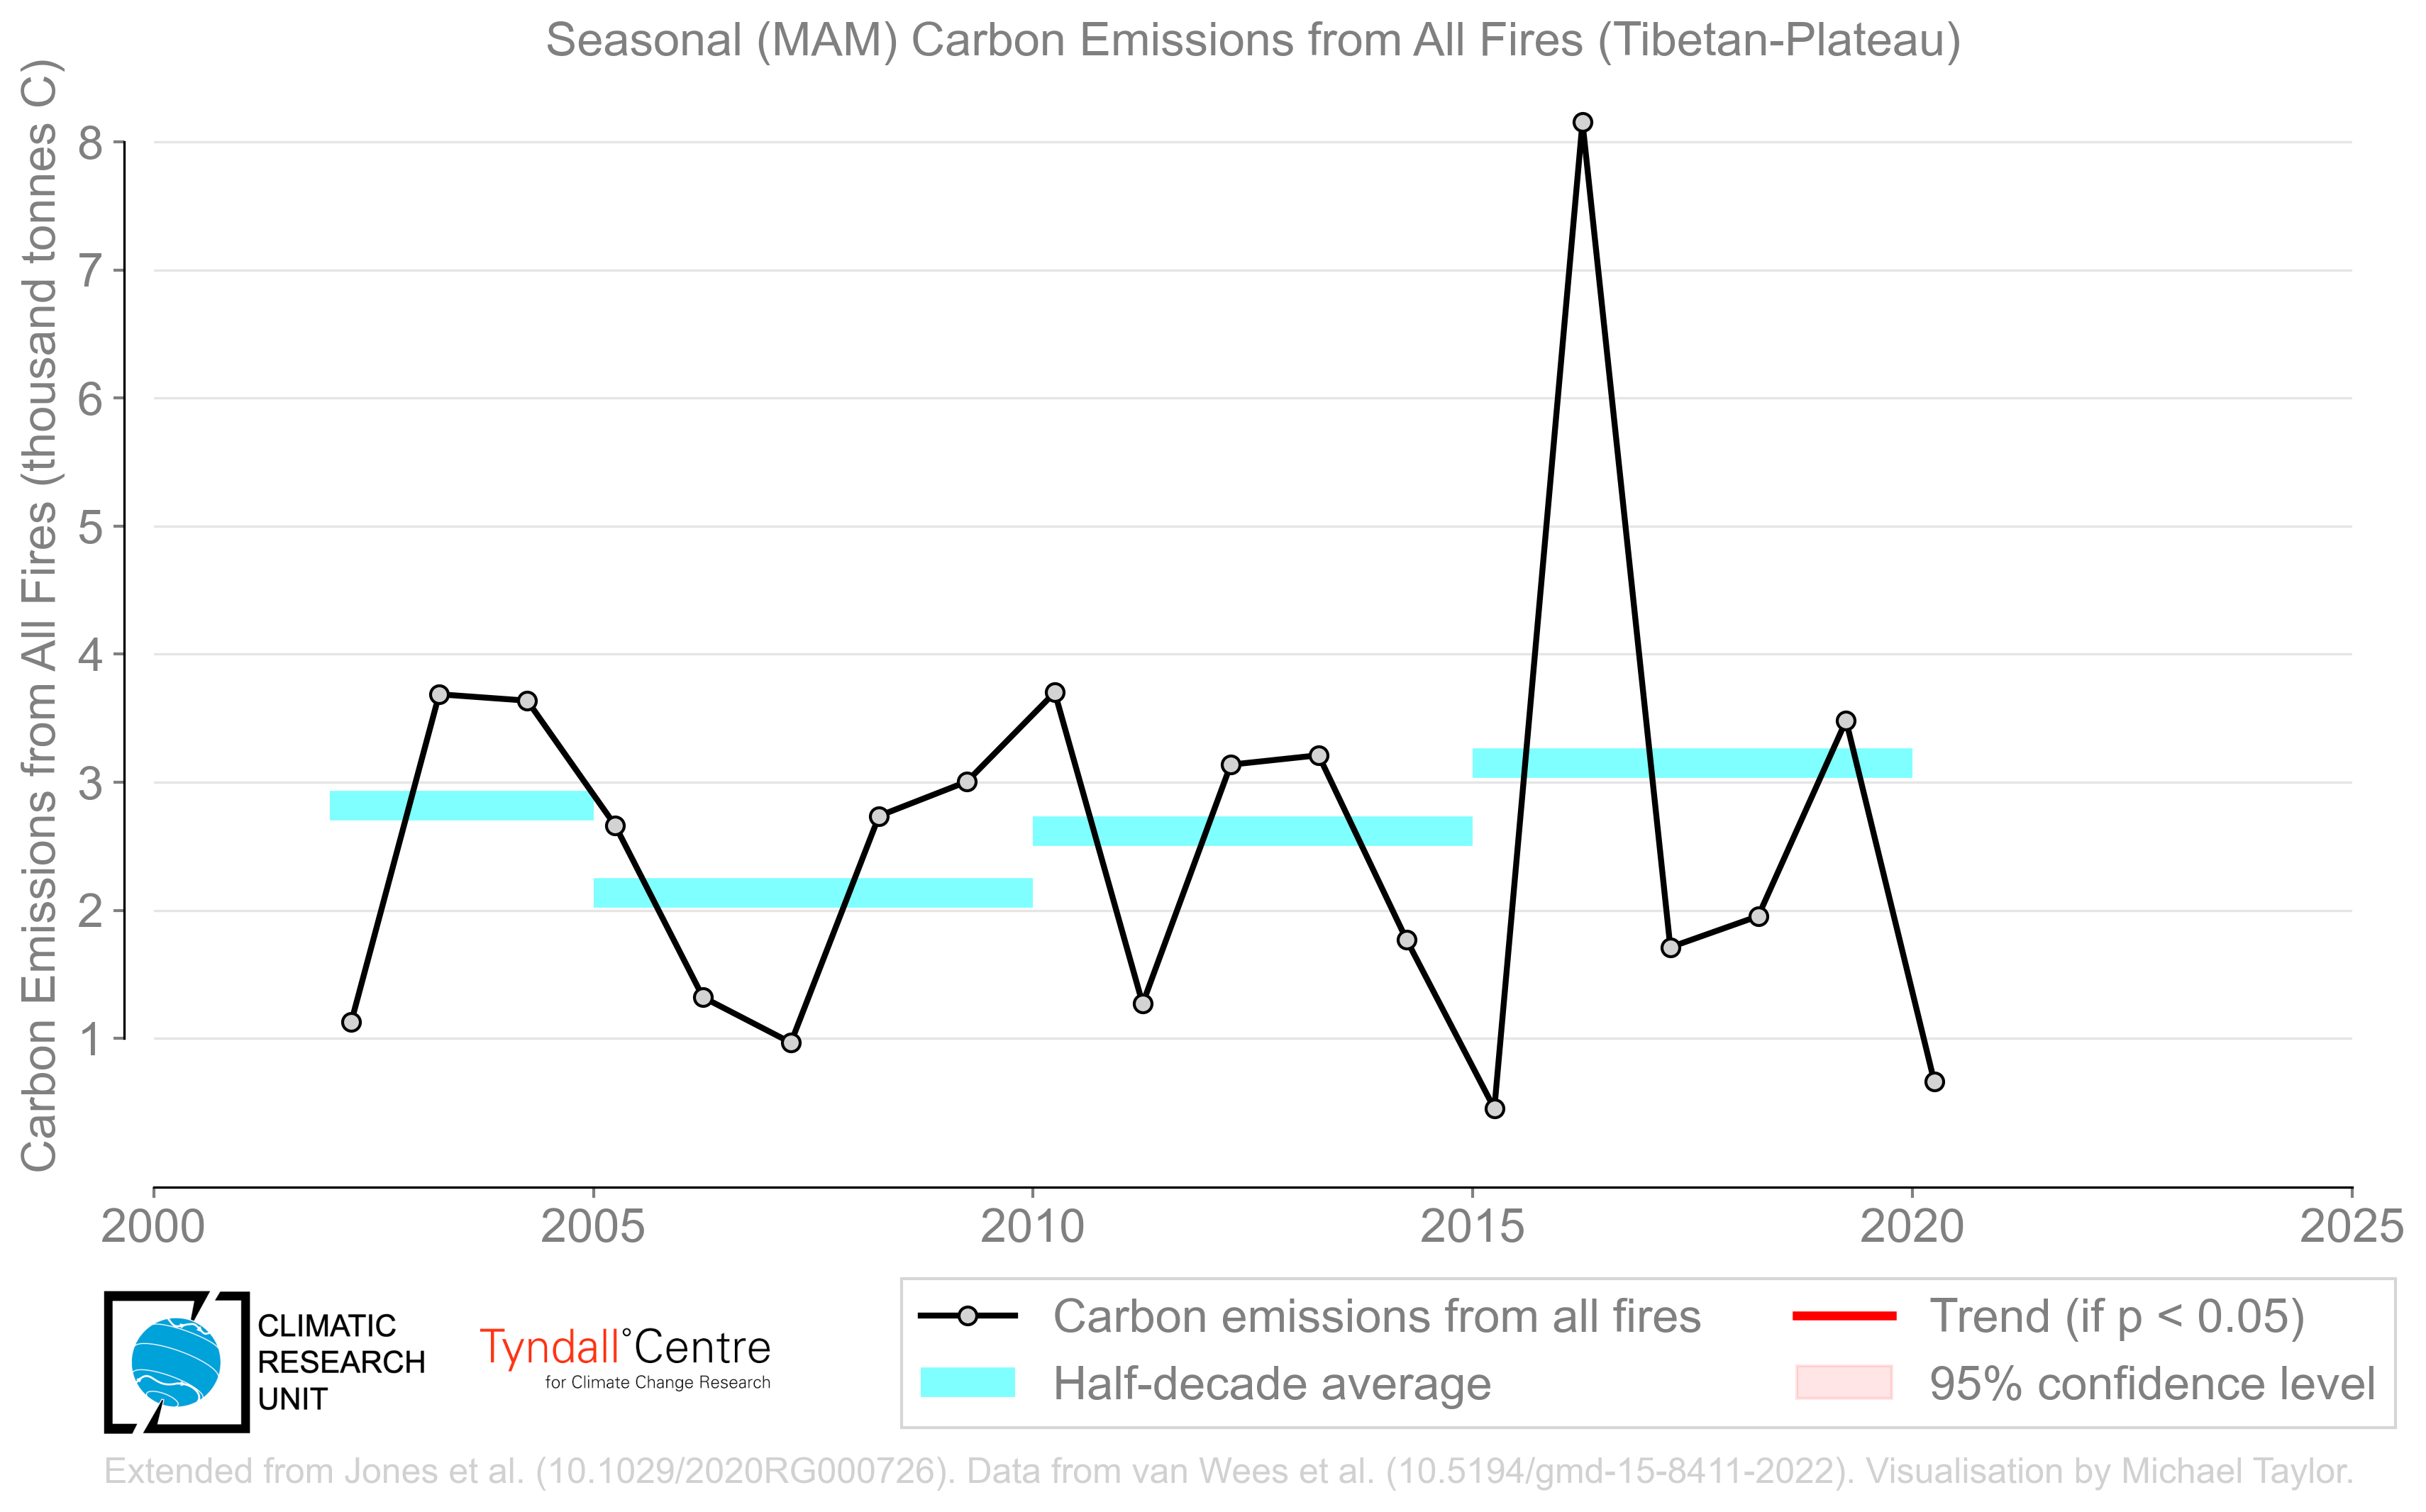 Seasonal (MAM) Carbon Emissions from All Fires (Tibetan-Plateau)
Carbon Emissions from All Fires (thousand tonnes C)
8
7
6
5
4
3
2
1
2000 2005 2010 2015 2020 2025
CLIMATIC
RESEARCH
UNIT
Tyndall°Centre
for Climate Change Research
Carbon emissions from all fires
Half-decade average
Trend (if p < 0.05)
95% confidence level
Extended from Jones et al. (10.1029/2020RG000726). Data from van Wees et al. (10.5194/gmd-15-8411-2022). Visualisation by Michael Taylor.